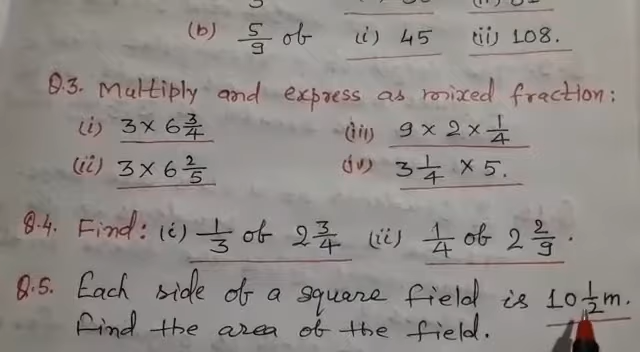 (b) 5/9 of (i) 45 (ii) 108.
Q.3. Multiply and express as mixed fraction:
(i) 3 × 6 3/4 (iii) 9 × 2 × 1/4
(ii) 3 × 6 2/5 (iv) 3 1/4 × 5.
Q.4. Find: (i) 1/3 of 2 3/4 (ii) 1/4 of 2 2/9.
Q.5. Each side of a square field is 10 1/2 m.
find the area of the field.